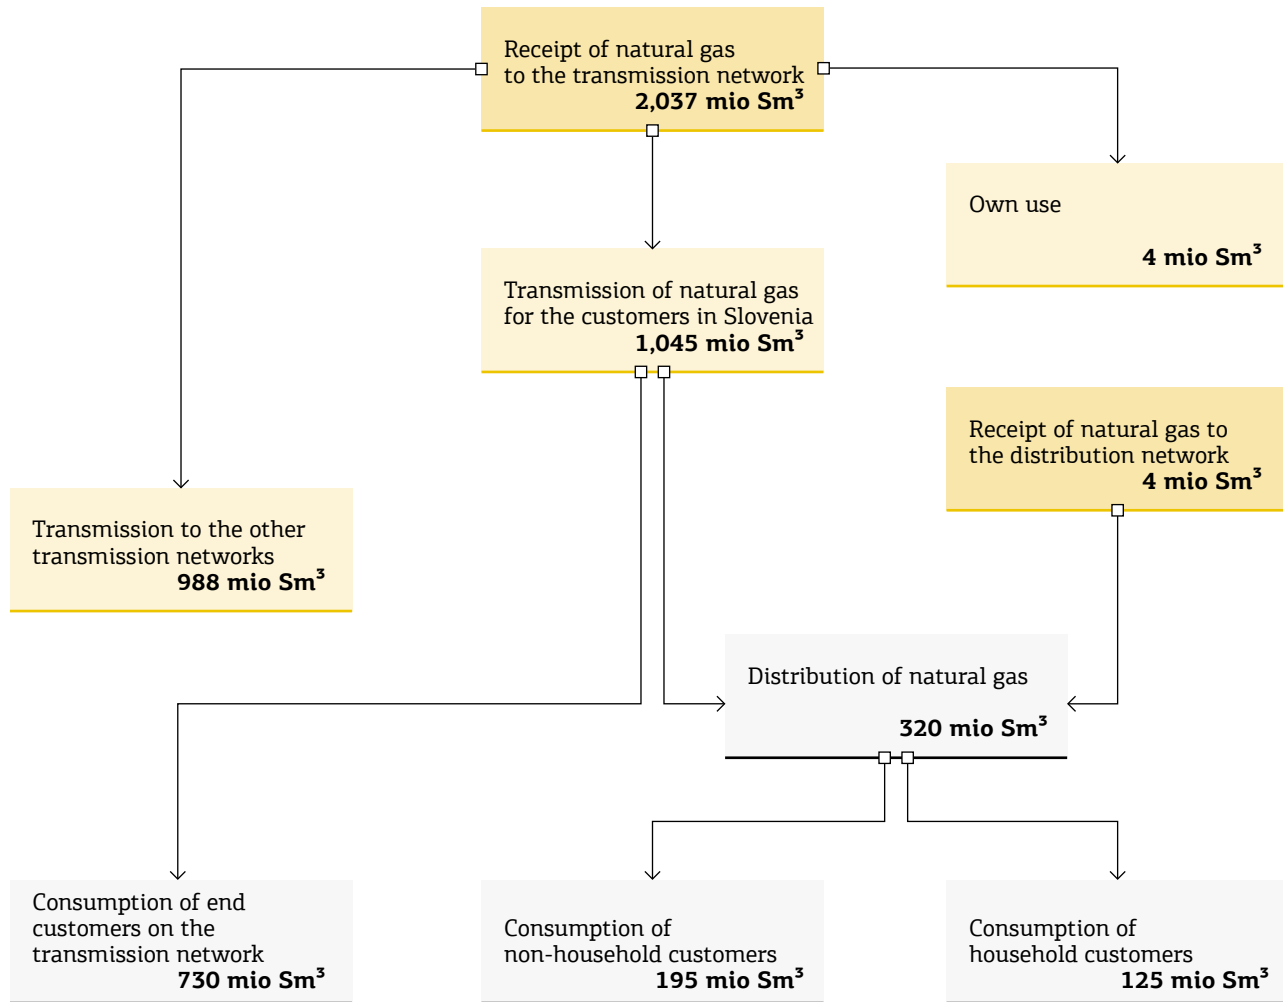 Receipt of natural gas
to the transmission network
2,037 mio Sm³
Own use
4 mio Sm³
Transmission of natural gas
for the customers in Slovenia
1,045 mio Sm³
Receipt of natural gas to
the distribution network
4 mio Sm³
Transmission to the other
transmission networks
988 mio Sm³
Distribution of natural gas
320 mio Sm³
Consumption of end
customers on the
transmission network
730 mio Sm³
Consumption of
non-household customers
195 mio Sm³
Consumption of
household customers
125 mio Sm³